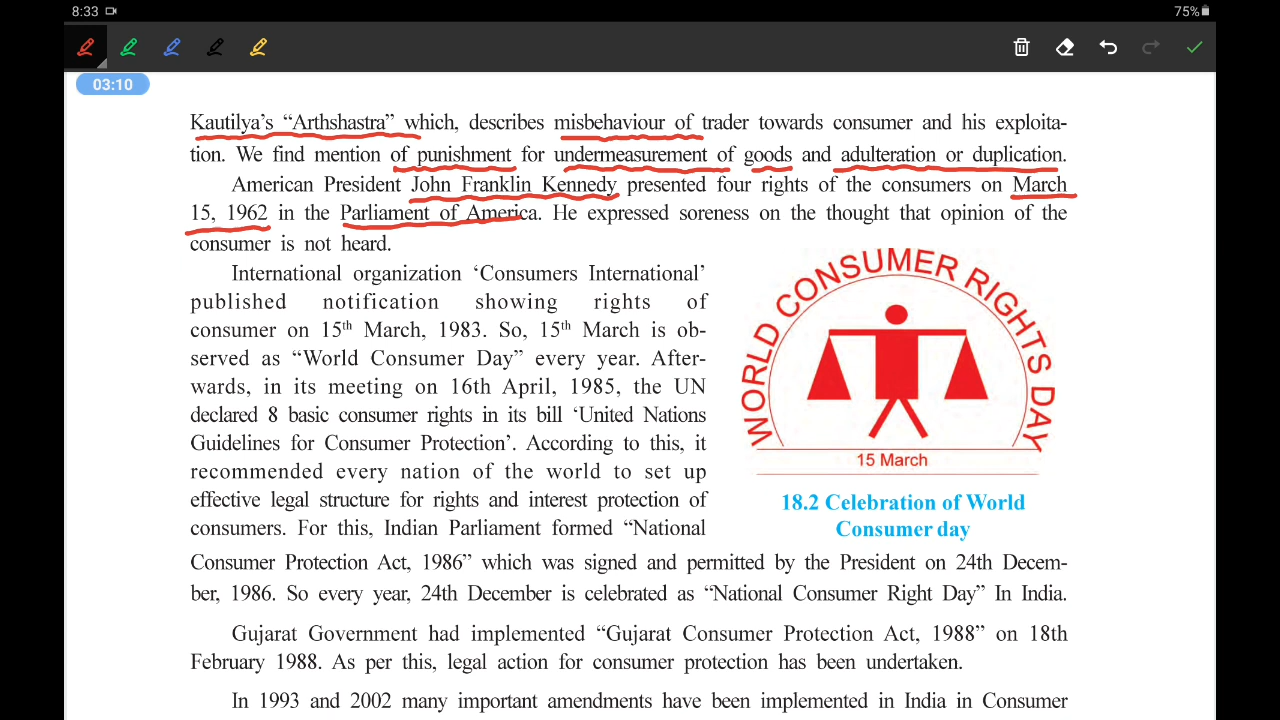 8:33
75%
03:10
Kautilya's “Arthshastra” which, describes misbehaviour of trader towards consumer and his exploita-
tion. We find mention of punishment for undermeasurement of goods and adulteration or duplication.
American President John Franklin Kennedy presented four rights of the consumers on March
15, 1962 in the Parliament of America. He expressed soreness on the thought that opinion of the
consumer is not heard.
International organization ‘Consumers International’
published notification showing rights of
consumer on 15th March, 1983. So, 15th March is ob-
served as “World Consumer Day” every year. After-
wards, in its meeting on 16th April, 1985, the UN
declared 8 basic consumer rights in its bill ‘United Nations
Guidelines for Consumer Protection’. According to this, it
recommended every nation of the world to set up
effective legal structure for rights and interest protection of
consumers. For this, Indian Parliament formed “National
WORLD CONSUMER RIGHTS DAY
15 March
18.2 Celebration of World
Consumer day
Consumer Protection Act, 1986” which was signed and permitted by the President on 24th Decem-
ber, 1986. So every year, 24th December is celebrated as “National Consumer Right Day” In India.
Gujarat Government had implemented “Gujarat Consumer Protection Act, 1988” on 18th
February 1988. As per this, legal action for consumer protection has been undertaken.
In 1993 and 2002 many important amendments have been implemented in India in Consumer